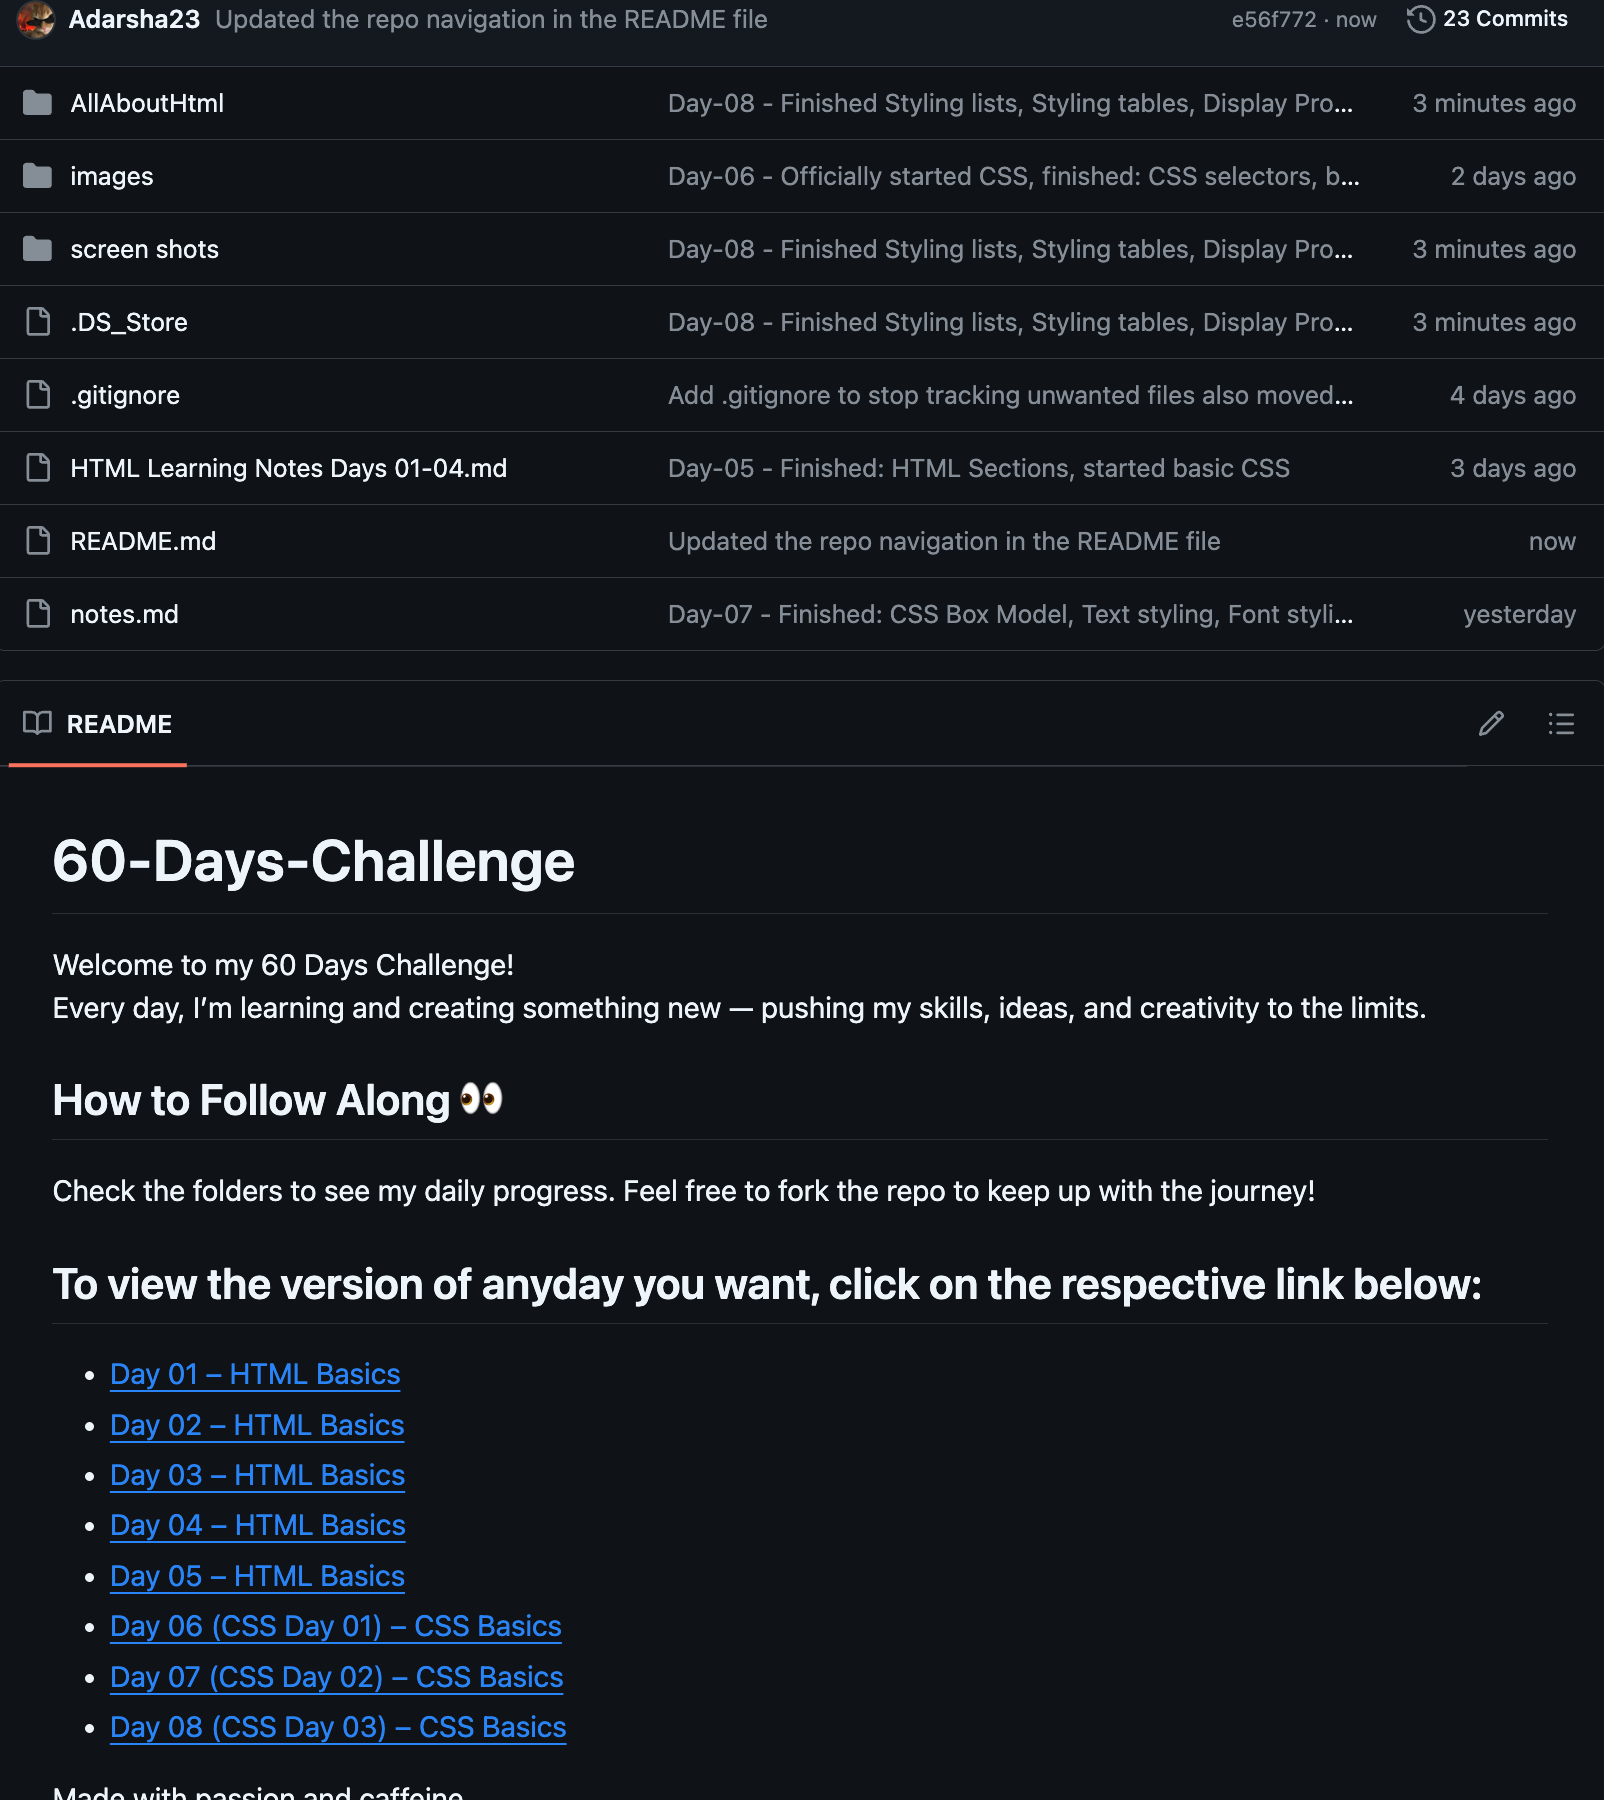 Adarsha23 Updated the repo navigation in the README file e56f772 · now 23 Commits
AllAboutHtml Day-08 - Finished Styling lists, Styling tables, Display Pro... 3 minutes ago
images Day-06 - Officially started CSS, finished: CSS selectors, b... 2 days ago
screen shots Day-08 - Finished Styling lists, Styling tables, Display Pro... 3 minutes ago
.DS_Store Day-08 - Finished Styling lists, Styling tables, Display Pro... 3 minutes ago
.gitignore Add .gitignore to stop tracking unwanted files also moved... 4 days ago
HTML Learning Notes Days 01-04.md Day-05 - Finished: HTML Sections, started basic CSS 3 days ago
README.md Updated the repo navigation in the README file now
notes.md Day-07 - Finished: CSS Box Model, Text styling, Font styli... yesterday
README
60-Days-Challenge
Welcome to my 60 Days Challenge!
Every day, I’m learning and creating something new — pushing my skills, ideas, and creativity to the limits.
How to Follow Along 👀
Check the folders to see my daily progress. Feel free to fork the repo to keep up with the journey!
To view the version of anyday you want, click on the respective link below:
• Day 01 – HTML Basics
• Day 02 – HTML Basics
• Day 03 – HTML Basics
• Day 04 – HTML Basics
• Day 05 – HTML Basics
• Day 06 (CSS Day 01) – CSS Basics
• Day 07 (CSS Day 02) – CSS Basics
• Day 08 (CSS Day 03) – CSS Basics
Made with passion and caffeine